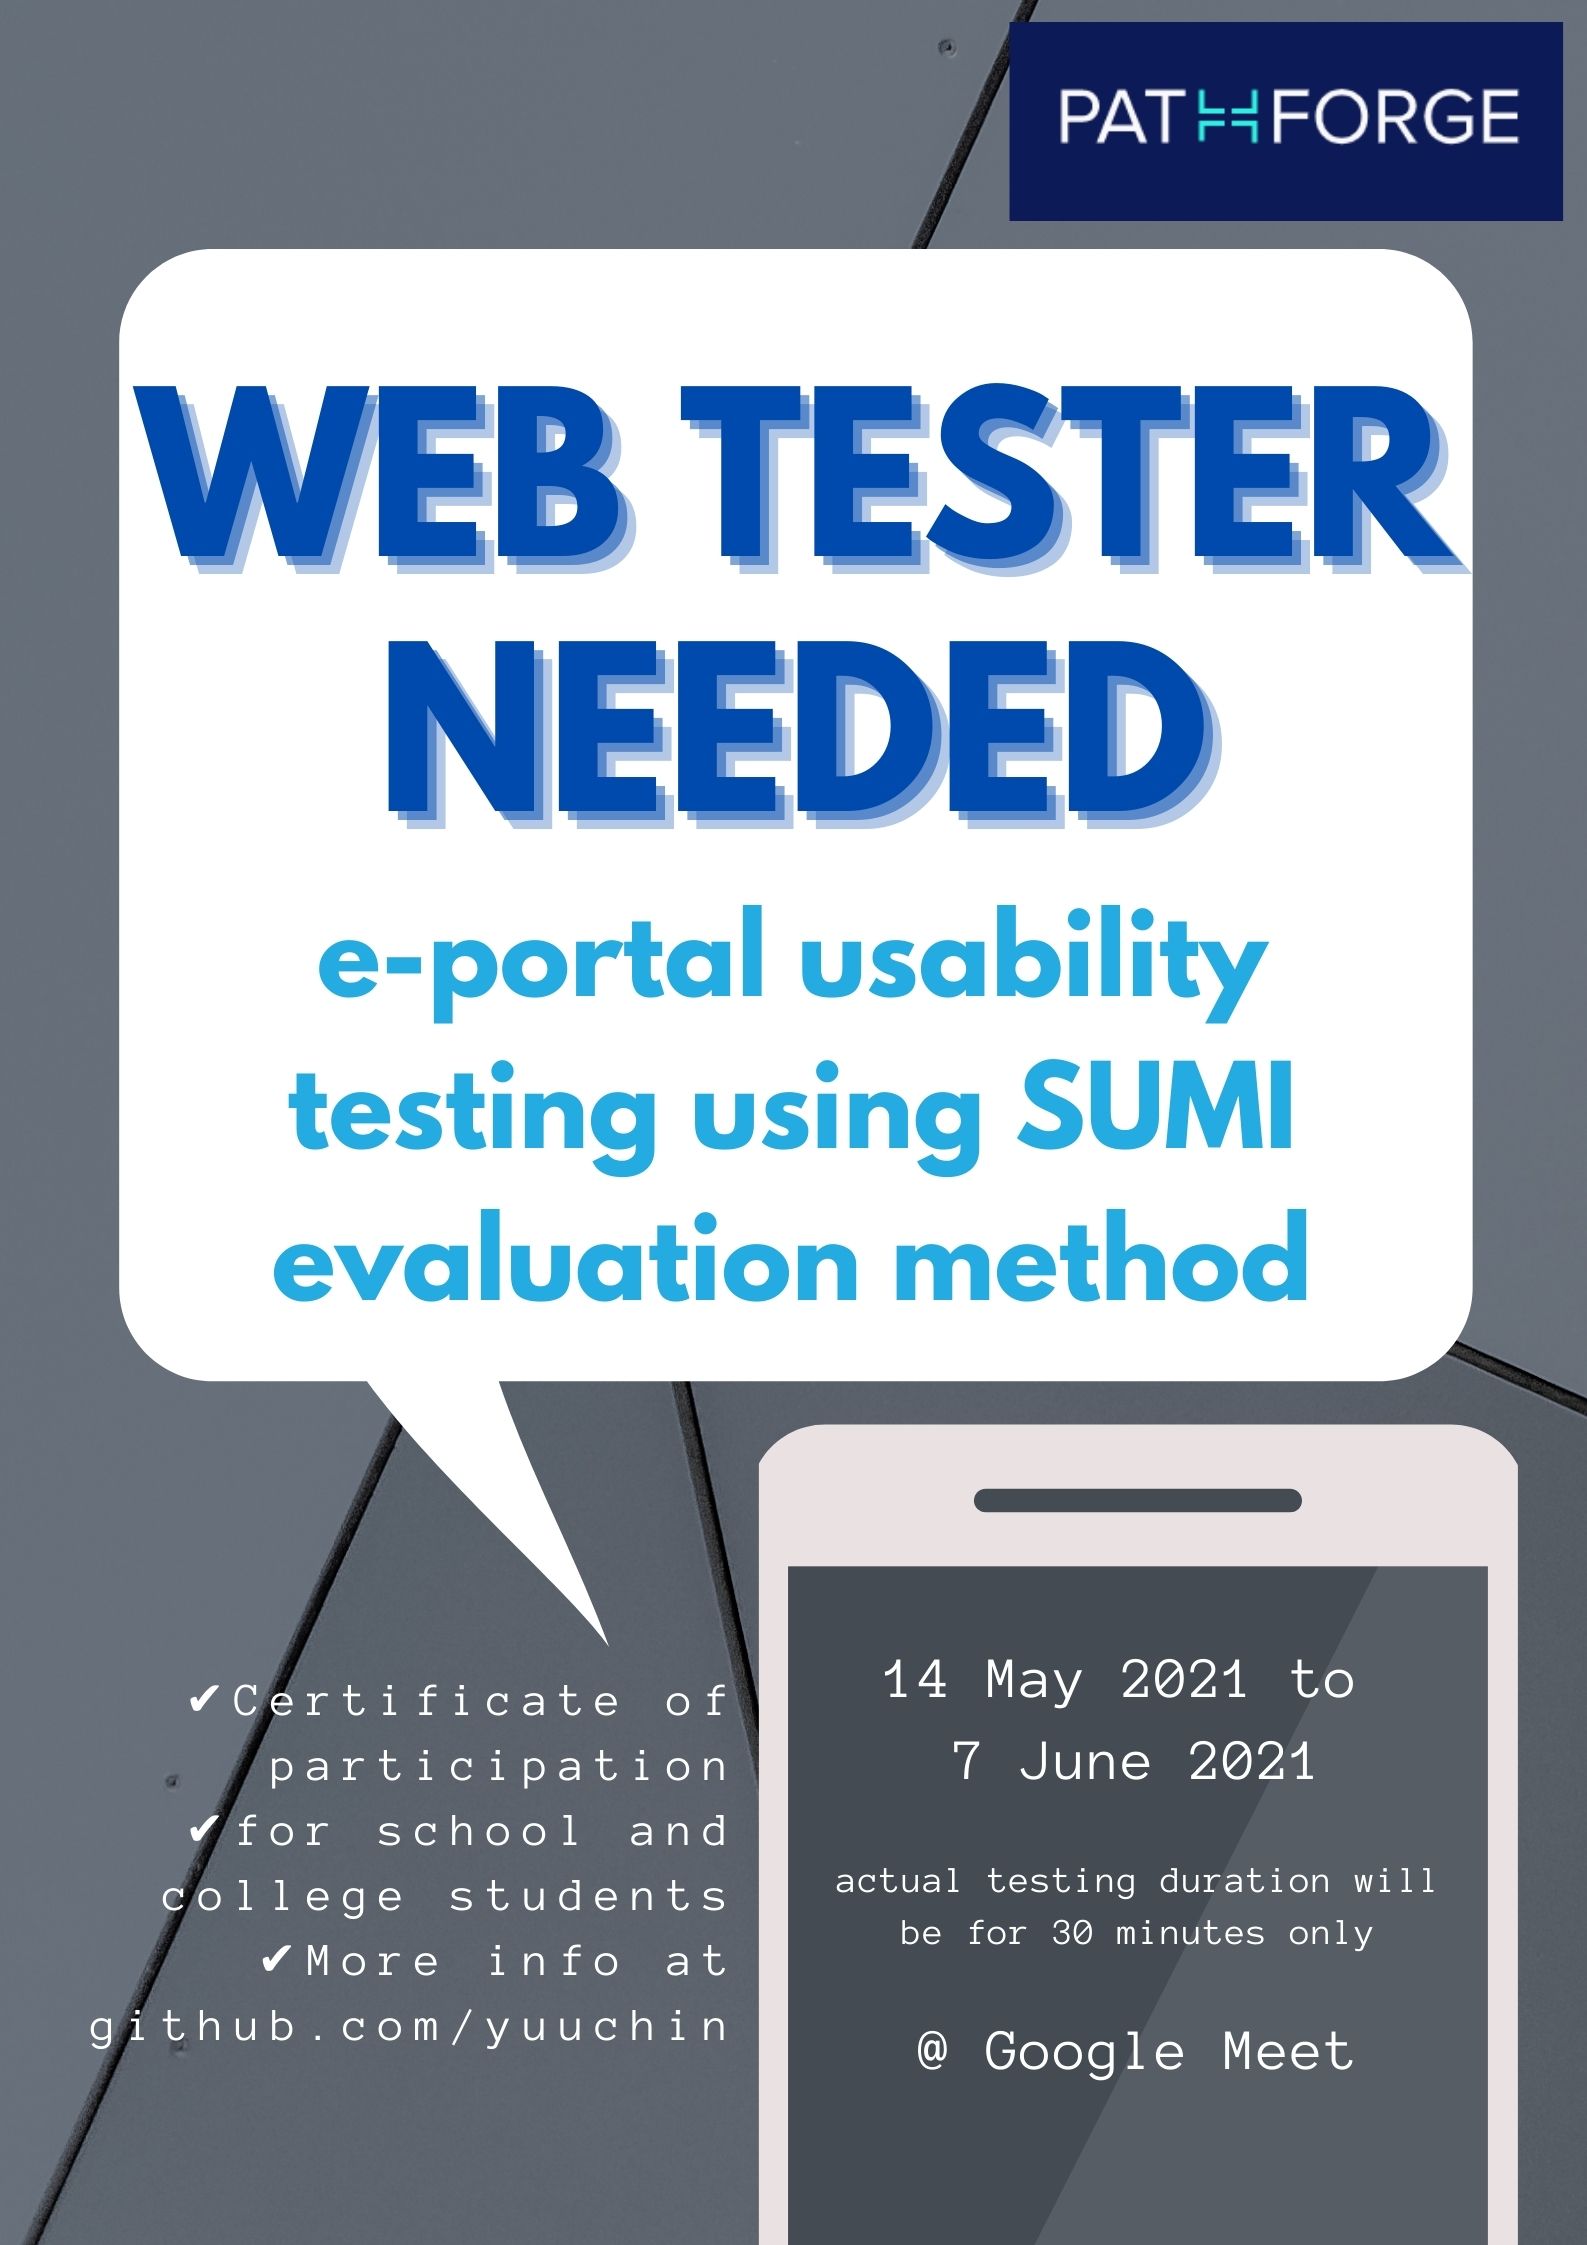 PATHFORGE
WEB TESTER
NEEDED
e-portal usability
testing using SUMI
evaluation method
✔Certificate of
participation
✔for school and
college students
✔More info at
github.com/yuuchin
14 May 2021 to
7 June 2021
actual testing duration will
be for 30 minutes only
@ Google Meet